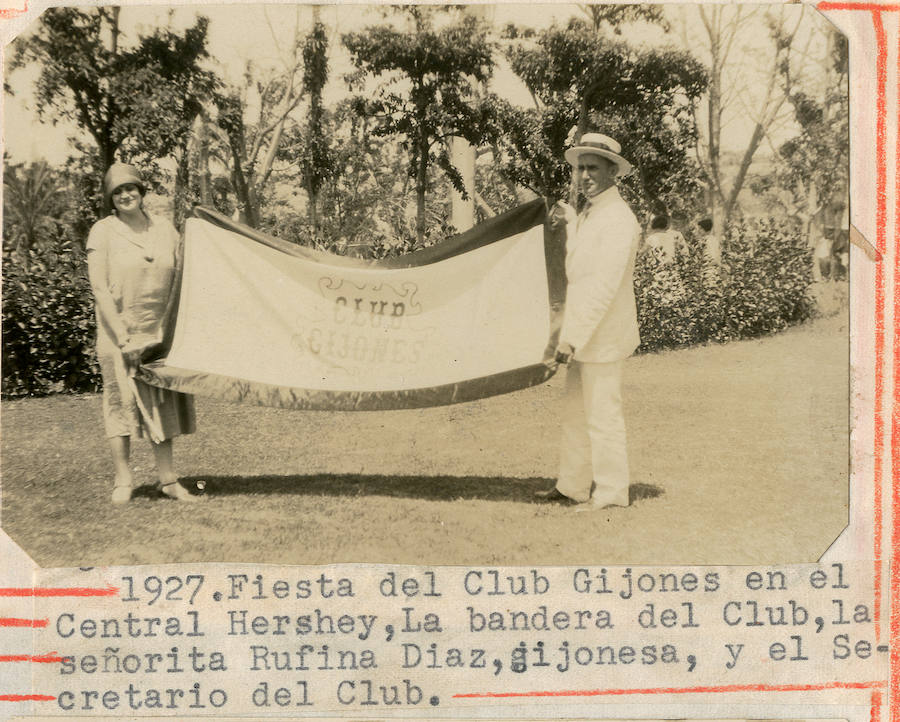 CLUB
GIJONES
1927.Fiesta del Club Gijones en el
Central Hershey,La bandera del Club,la
señorita Rufina Diaz,gijonesa, y el Se-
cretario del Club.